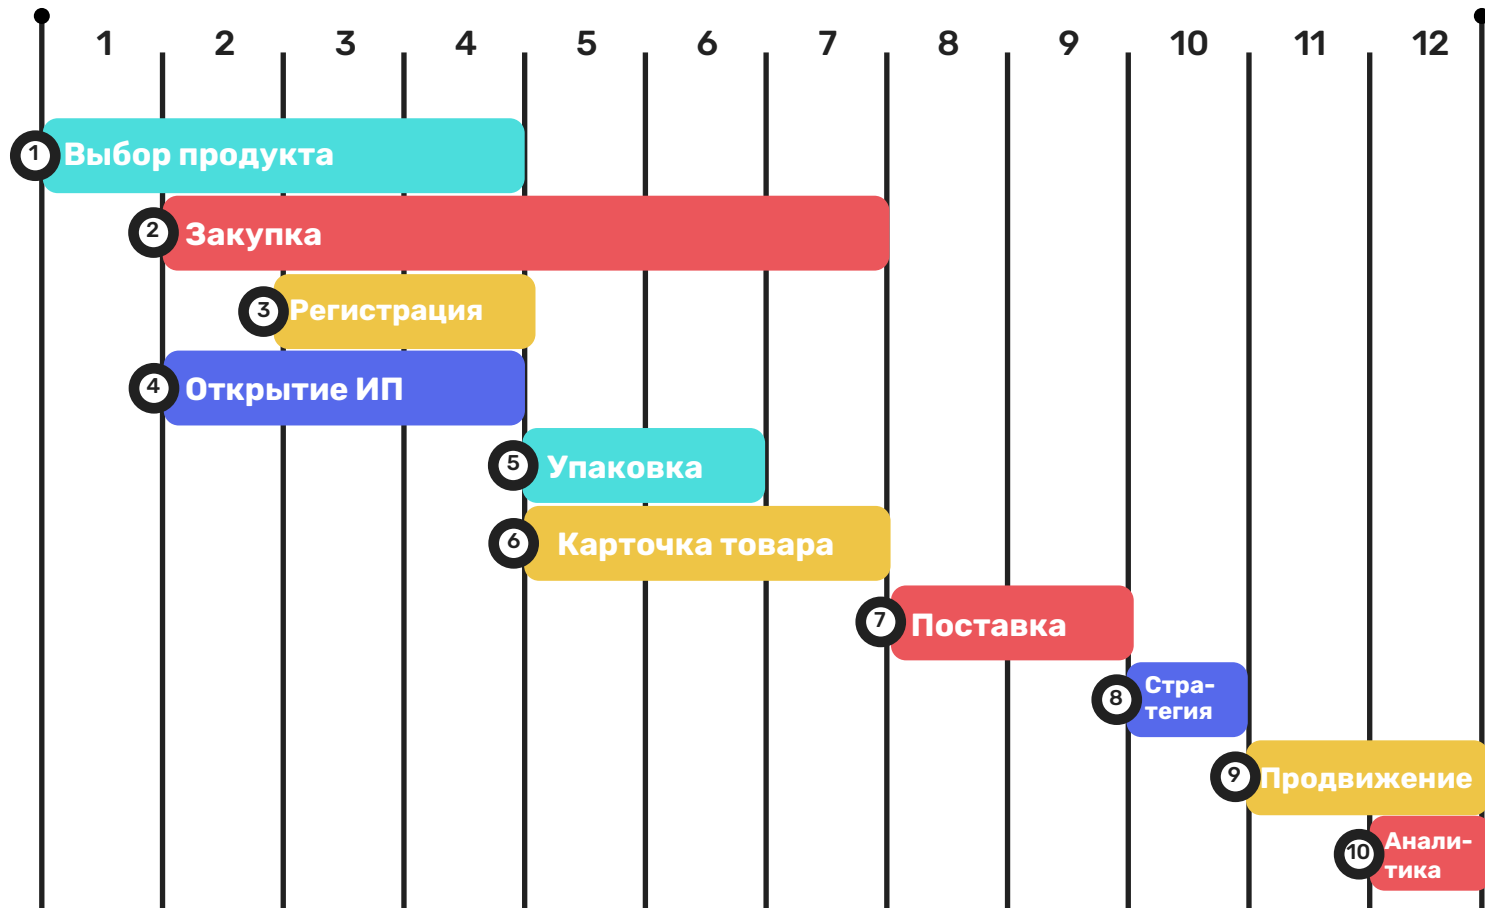 1 2 3 4 5 6 7 8 9 10 11 12
1 Выбор продукта
2 Закупка
3 Регистрация
4 Открытие ИП
5 Упаковка
6 Карточка товара
7 Поставка
8 Стра-
тегия
9 Продвижение
10 Анали-
тика